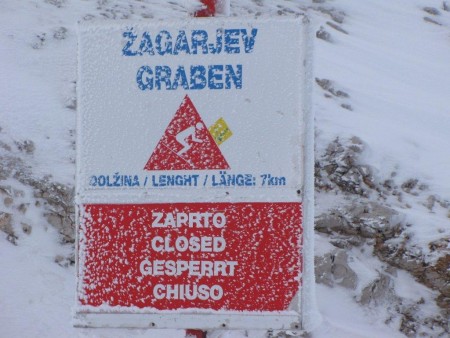 ŽAGARJEV
GRABEN
DOLŽINA / LENGHT / LÄNGE: 7km
ZAPRTO
CLOSED
GESPERRT
CHIUSO